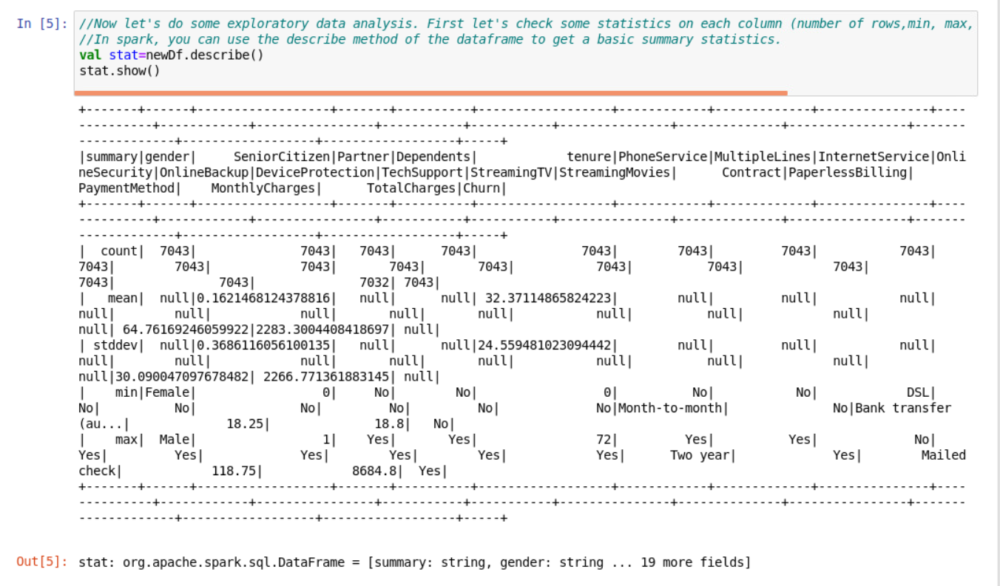 In [5]: //Now let's do some exploratory data analysis. First let's check some statistics on each column (number of rows,min, max,
//In spark, you can use the describe method of the dataframe to get a basic summary statistics.
val stat=newDf.describe()
stat.show()
+-------+------+------------------+-------+----------+------------------+------------+-------------+---------------+----
----------+------------+----------------+-----------+-----------+---------------+--------------+----------------+-------
-------------+------------------+------------------+-----+
|summary|gender|     SeniorCitizen|Partner|Dependents|            tenure|PhoneService|MultipleLines|InternetService|Onli
neSecurity|OnlineBackup|DeviceProtection|TechSupport|StreamingTV|StreamingMovies|      Contract|PaperlessBilling|
PaymentMethod|    MonthlyCharges|      TotalCharges|Churn|
+-------+------+------------------+-------+----------+------------------+------------+-------------+---------------+----
----------+------------+----------------+-----------+-----------+---------------+--------------+----------------+-------
-------------+------------------+------------------+-----+
|  count|  7043|              7043|   7043|      7043|              7043|        7043|         7043|           7043|
7043|        7043|            7043|       7043|       7043|           7043|          7043|            7043|
7043|              7043|              7032| 7043|
|   mean|  null|0.1621468124378816|   null|      null| 32.37114865824223|        null|         null|           null|
null|        null|            null|       null|       null|           null|          null|            null|
null| 64.76169246059922|2283.3004408418697| null|
| stddev|  null|0.3686116056100135|   null|      null|24.559481023094442|        null|         null|           null|
null|        null|            null|       null|       null|           null|          null|            null|
null|30.090047097678482| 2266.771361883145| null|
|    min|Female|                 0|     No|        No|                 0|          No|           No|            DSL|
No|          No|              No|         No|         No|             No|Month-to-month|              No|Bank transfer
(au...|             18.25|              18.8|   No|
|    max|  Male|                 1|    Yes|       Yes|                72|         Yes|          Yes|             No|
Yes|         Yes|             Yes|        Yes|        Yes|            Yes|      Two year|             Yes|        Mailed
check|            118.75|            8684.8|  Yes|
+-------+------+------------------+-------+----------+------------------+------------+-------------+---------------+----
----------+------------+----------------+-----------+-----------+---------------+--------------+----------------+-------
-------------+------------------+------------------+-----+
Out[5]: stat: org.apache.spark.sql.DataFrame = [summary: string, gender: string ... 19 more fields]